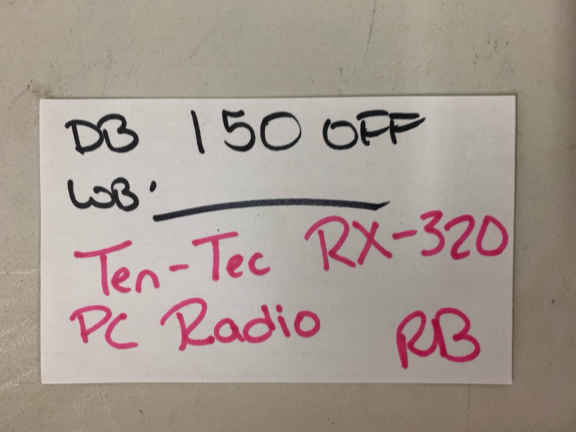 DB 150 OFF
WB.
Ten-Tec RX-320
PC Radio RB